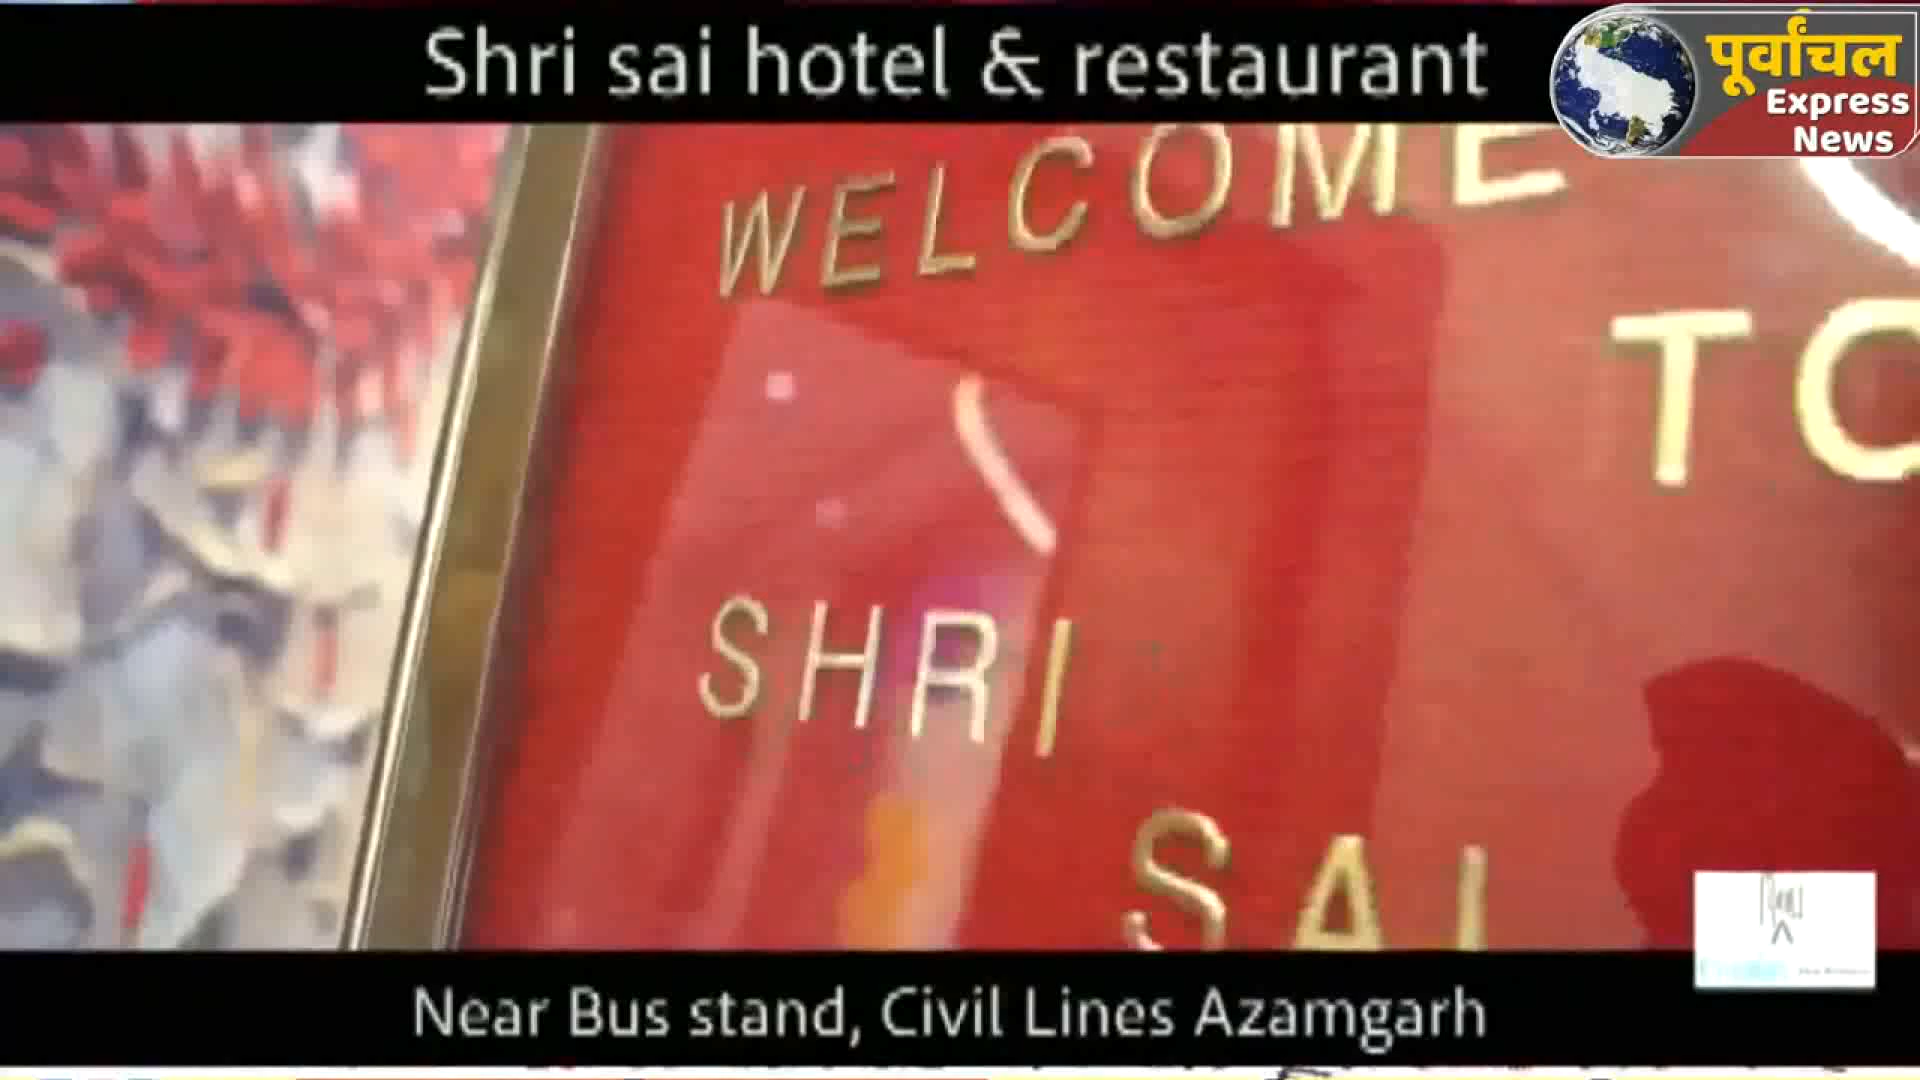 Shri sai hotel & restaurant
पूर्वांचल
Express
News
WELCOME
TO
SHRI
SAI
Near Bus stand, Civil Lines Azamgarh